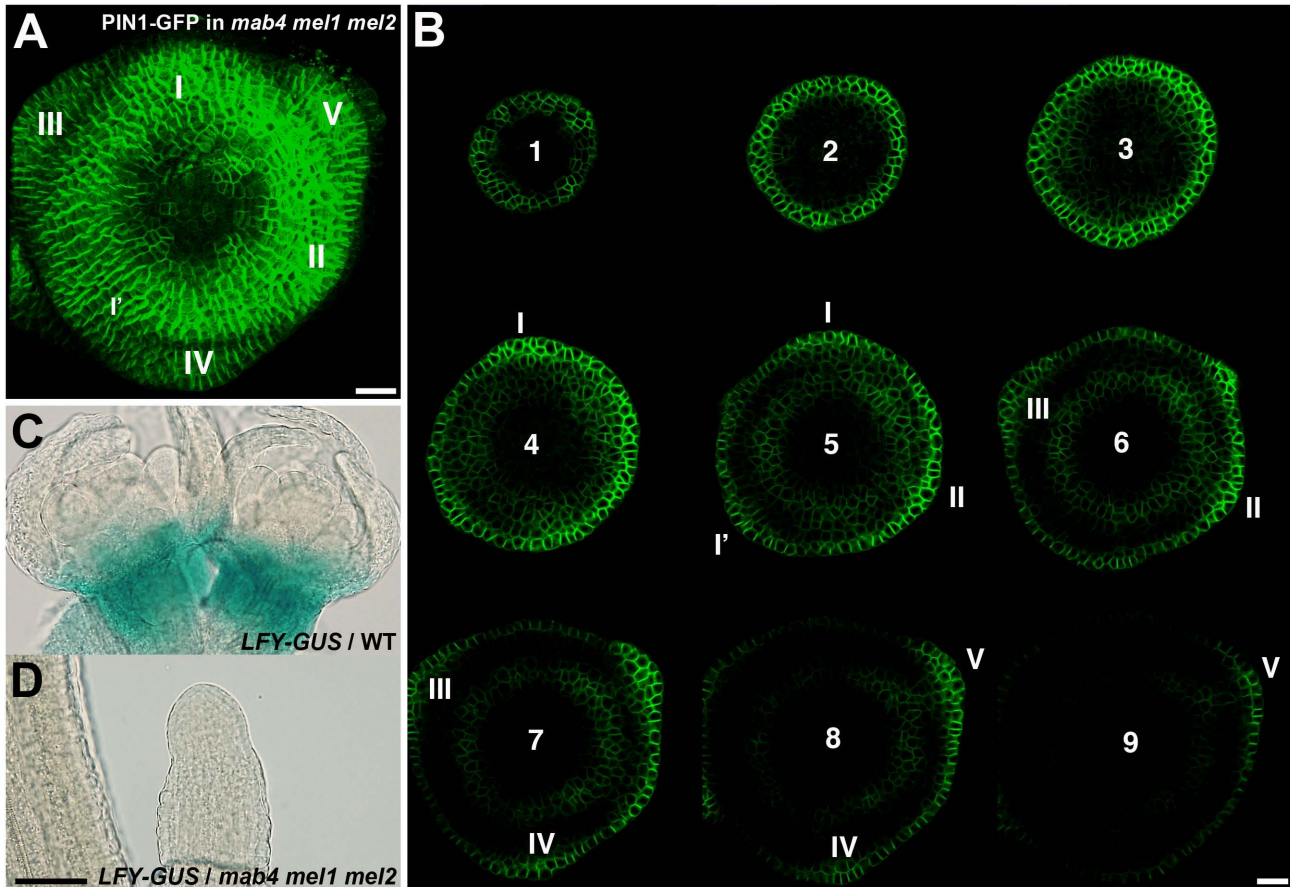 A
PIN1-GFP in mab4 mel1 mel2
I
V
III
II
I’
IV
B
1
2
3
I
I
4
5
6
III
II
II
I’
III
V
V
7
8
9
IV
IV
C
LFY-GUS / WT
D
LFY-GUS / mab4 mel1 mel2